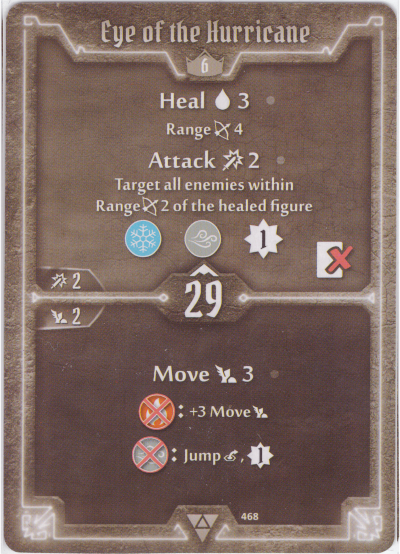 Eye of the Hurricane
6
Heal 3
Range 4
Attack 2
Target all enemies within
Range 2 of the healed figure
1
2
29
2
Move 3
: +3 Move
: Jump , 1
468